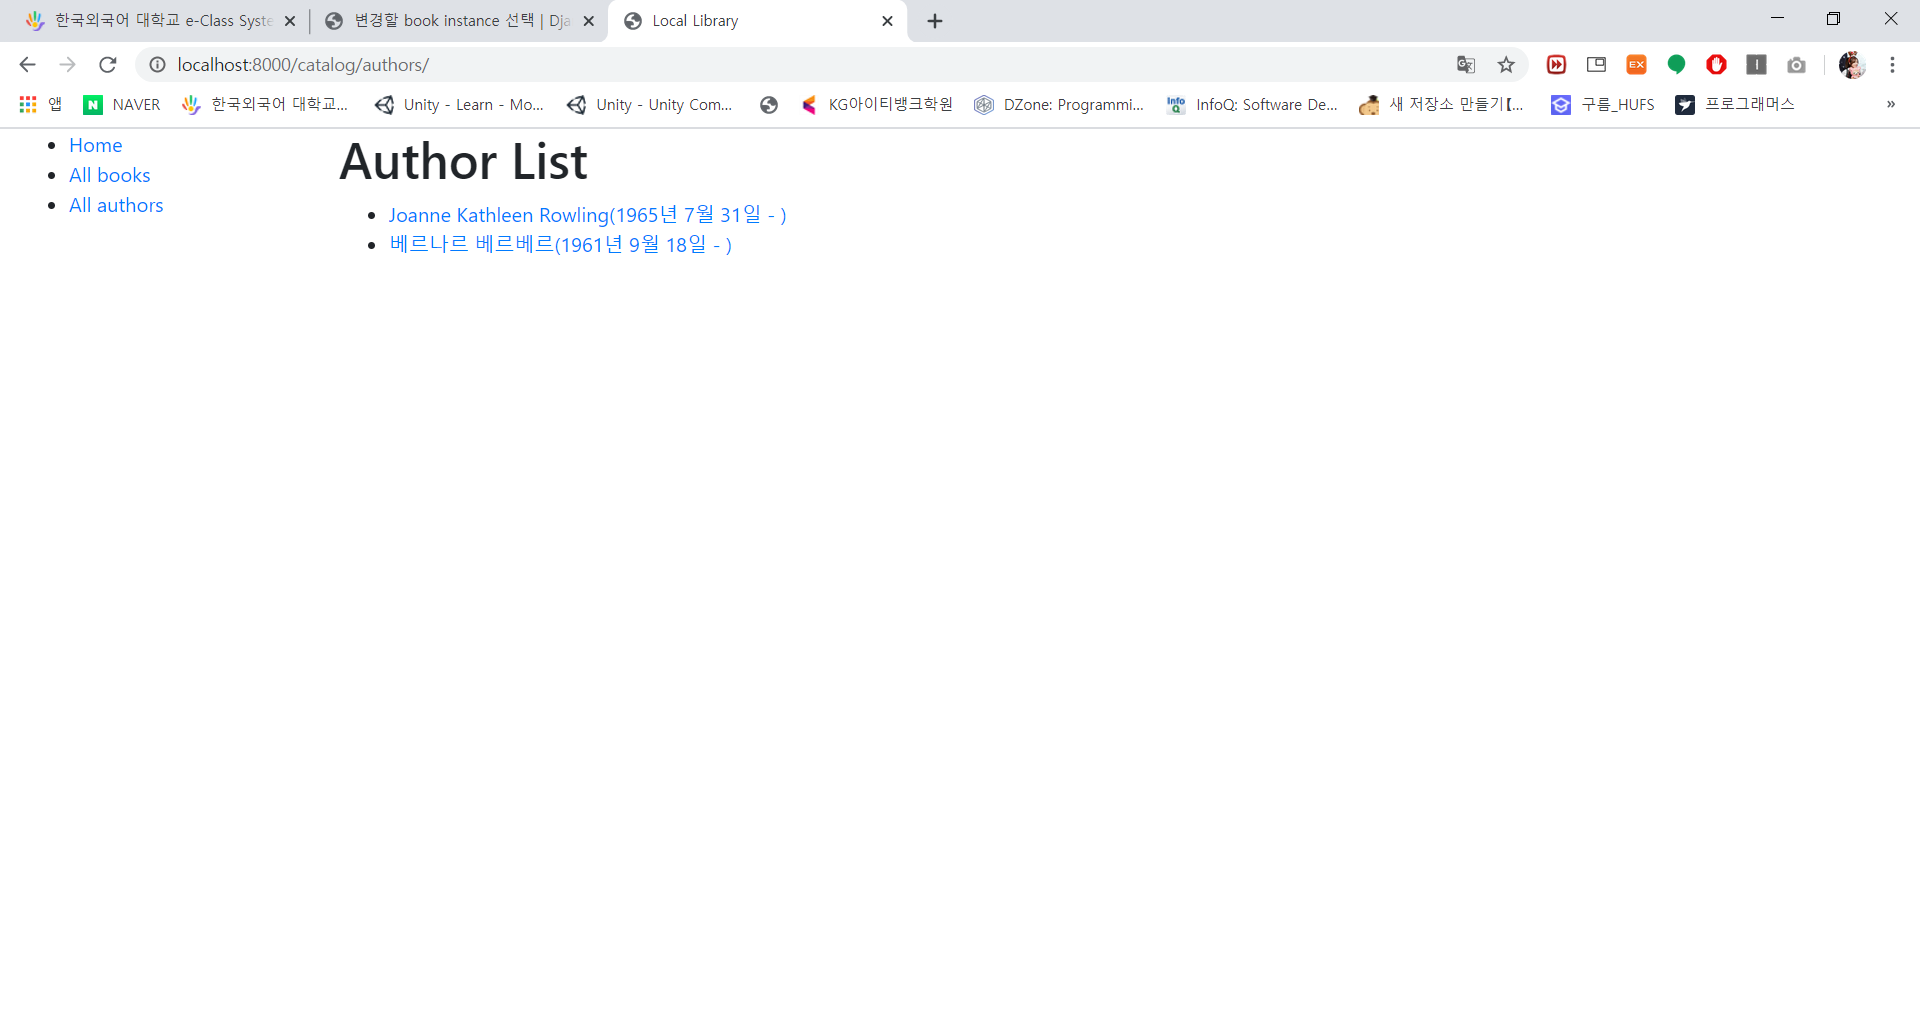 한국외국어 대학교 e-Class Syste
변경할 book instance 선택 | Dja
Local Library
localhost:8000/catalog/authors/
앱
NAVER
한국외국어 대학교...
Unity - Learn - Mo...
Unity - Unity Com...
KG아이티뱅크학원
DZone: Programmi...
InfoQ: Software De...
새 저장소 만들기【...
구름_HUFS
프로그래머스
»
Home
All books
All authors
Author List
Joanne Kathleen Rowling(1965년 7월 31일 - )
베르나르 베르베르(1961년 9월 18일 - )